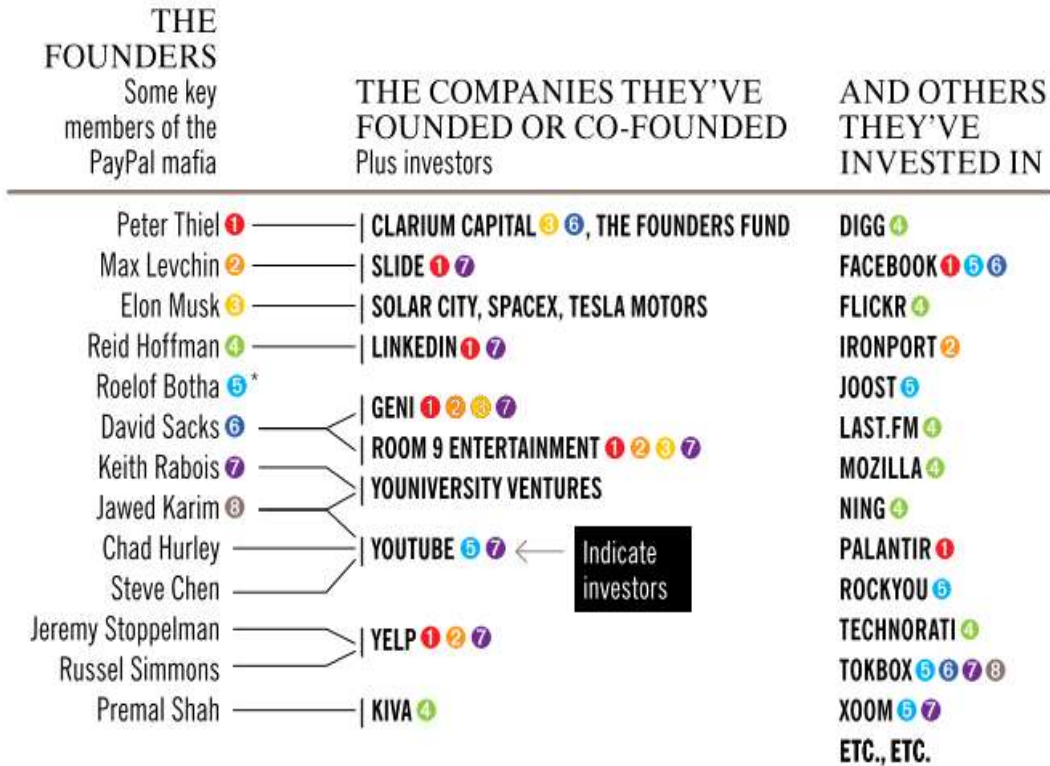 THE
FOUNDERS
Some key
members of the
PayPal mafia
THE COMPANIES THEY'VE
FOUNDED OR CO-FOUNDED
Plus investors
AND OTHERS
THEY'VE
INVESTED IN
Peter Thiel 1
CLARIUM CAPITAL 3 6, THE FOUNDERS FUND
DIGG 4
Max Levchin 2
SLIDE 1 7
FACEBOOK 1 5 6
Elon Musk 3
SOLAR CITY, SPACEX, TESLA MOTORS
FLICKR 4
Reid Hoffman 4
LINKEDIN 1 7
IRONPORT 2
Roelof Botha 5 *
JOOST 5
GENI 1 2 3 7
David Sacks 6
LAST.FM 4
ROOM 9 ENTERTAINMENT 1 2 3 7
Keith Rabois 7
MOZILLA 4
YOUNIVERSITY VENTURES
Jawed Karim 8
NING 4
Chad Hurley
YOUTUBE 5 7
Indicate
investors
PALANTIR 1
Steve Chen
ROCKYOU 5
Jeremy Stoppelman
YELP 1 2 7
TECHNORATI 4
Russel Simmons
TOKBOX 5 6 7 8
Premal Shah
KIVA 4
XOOM 5 7
ETC., ETC.